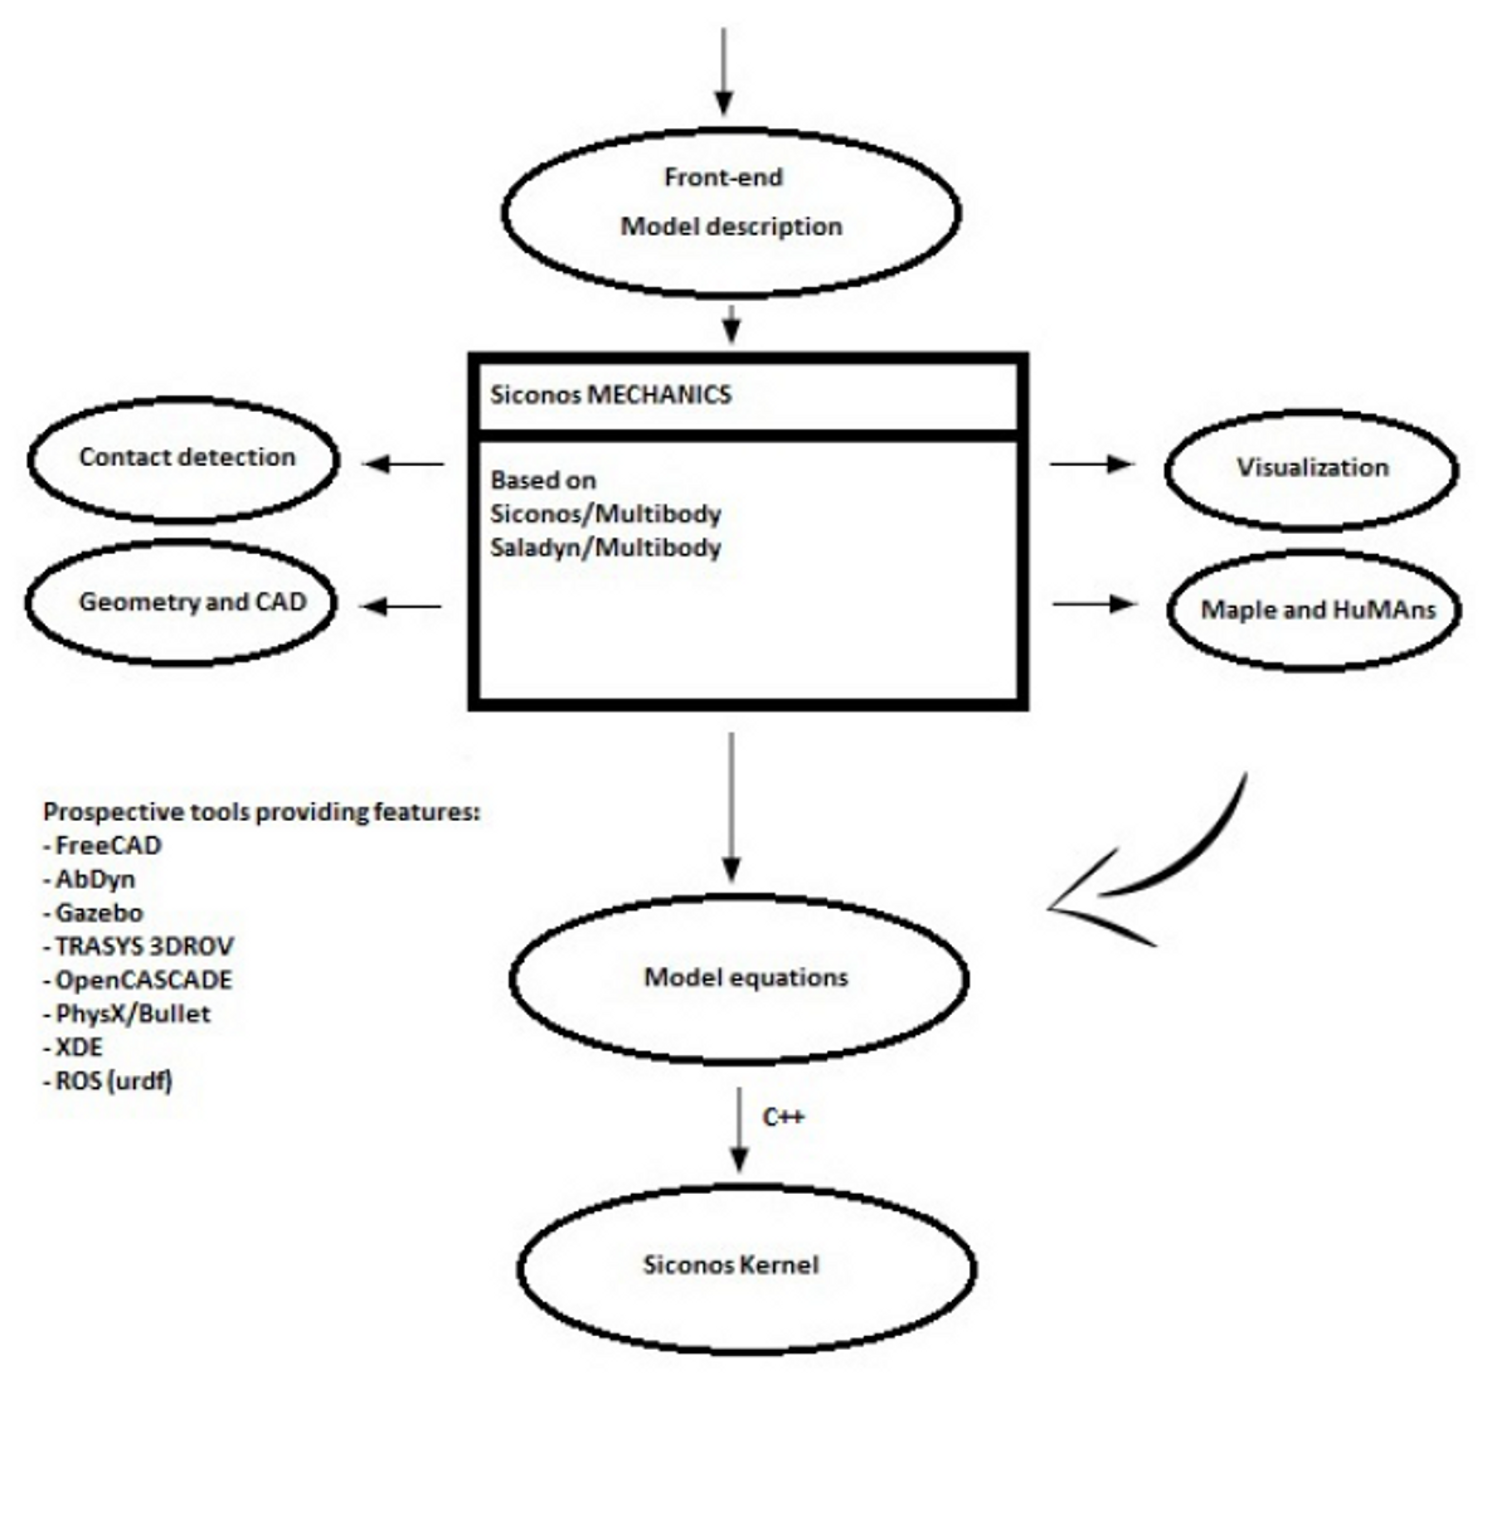 Front-end
Model description
Siconos MECHANICS
Based on
Siconos/Multibody
Saladyn/Multibody
Contact detection
Geometry and CAD
Visualization
Maple and HuMAns
Prospective tools providing features:
- FreeCAD
- AbDyn
- Gazebo
- TRASYS 3DROV
- OpenCASCADE
- PhysX/Bullet
- XDE
- ROS (urdf)
Model equations
C++
Siconos Kernel